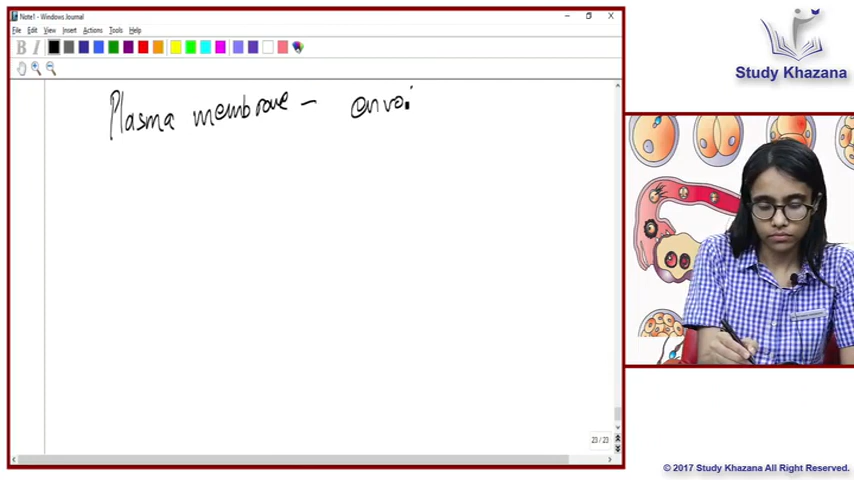 Note1 - Windows Journal
File Edit View Insert Actions Tools Help
B I
Plasma membrane - envoi
23 / 23
Study Khazana
© 2017 Study Khazana All Right Reserved.